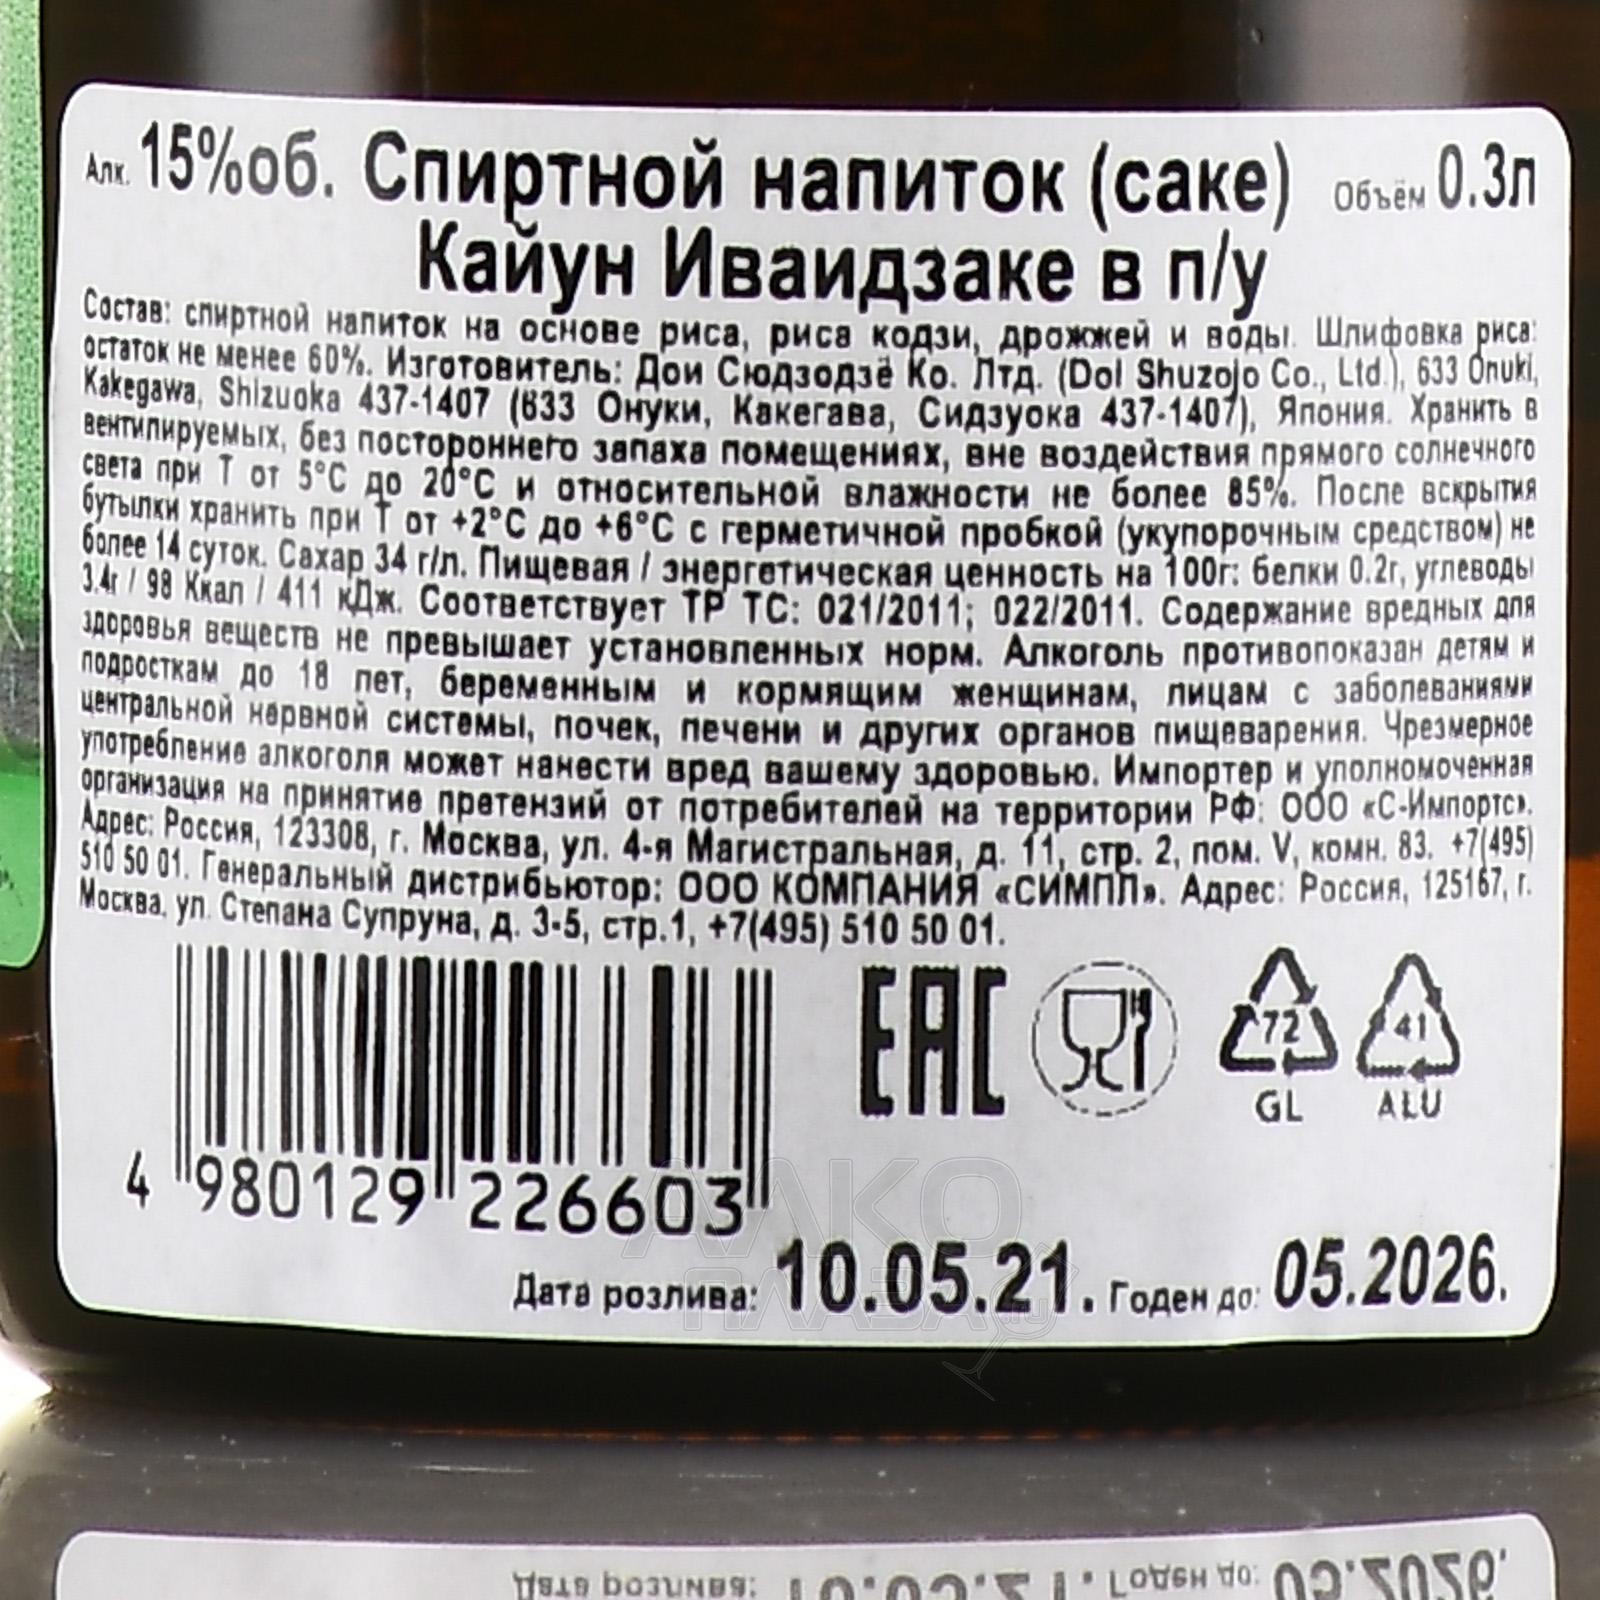 Алк. 15%об. Спиртной напиток (саке) Объём 0.3л
Кайун Иваидзаке в п/у
Состав: спиртной напиток на основе риса, риса кодзи, дрожжей и воды. Шлифовка риса:
остаток не менее 60%. Изготовитель: Дои Сюдзодзё Ко. Лтд. (Doi Shuzojo Co., Ltd.), 633 Onuki,
Kakegawa, Shizuoka 437-1407 (633 Онуки, Какегава, Сидзуока 437-1407), Япония. Хранить в
вентилируемых, без постороннего запаха помещениях, вне воздействия прямого солнечного
света при Т от 5°С до 20°С и относительной влажности не более 85%. После вскрытия
бутылки хранить при Т от +2°С до +6°С с герметичной пробкой (укупорочным средством) не
более 14 суток. Сахар 34 г/л. Пищевая / энергетическая ценность на 100г: белки 0.2г, углеводы
3.4г / 98 Ккал / 411 кДж. Соответствует ТР ТС: 021/2011; 022/2011. Содержание вредных для
здоровья веществ не превышает установленных норм. Алкоголь противопоказан детям и
подросткам до 18 лет, беременным и кормящим женщинам, лицам с заболеваниями
центральной нервной системы, почек, печени и других органов пищеварения. Чрезмерное
употребление алкоголя может нанести вред вашему здоровью. Импортер и уполномоченная
организация на принятие претензий от потребителей на территории РФ: ООО «С-Импортс».
Адрес: Россия, 123308, г. Москва, ул. 4-я Магистральная, д. 11, стр. 2, пом. V, комн. 83. +7(495)
510 50 01. Генеральный дистрибьютор: ООО КОМПАНИЯ «СИМПЛ». Адрес: Россия, 125167, г.
Москва, ул. Степана Супруна, д. 3-5, стр.1, +7(495) 510 50 01.
EAC
72
GL
41
ALU
4 980129 226603
АЛКО
ПЛАЗА.ru
Дата розлива: 10.05.21. Годен до: 05.2026.